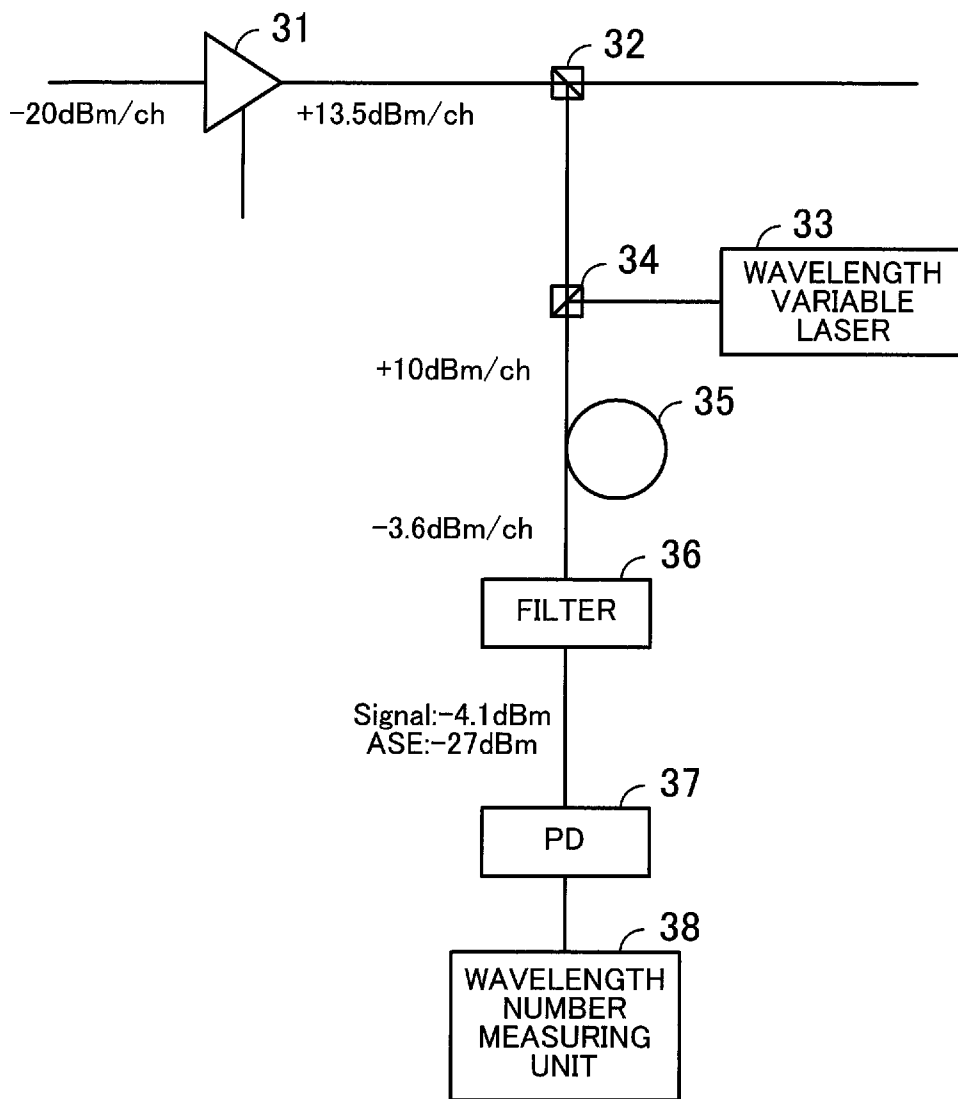 31
32
-20dBm/ch
+13.5dBm/ch
33
WAVELENGTH
VARIABLE
LASER
34
+10dBm/ch
35
-3.6dBm/ch
36
FILTER
Signal:-4.1dBm
ASE:-27dBm
37
PD
38
WAVELENGTH
NUMBER
MEASURING
UNIT